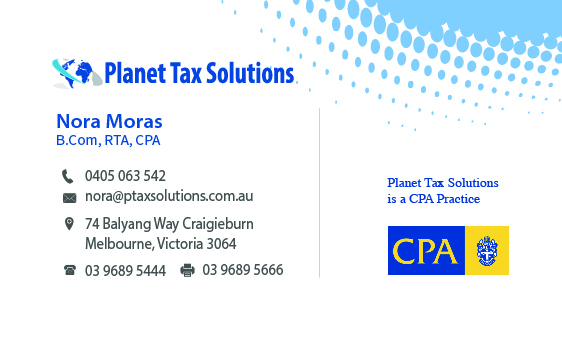 Planet Tax Solutions
Nora Moras
B.Com, RTA, CPA
0405 063 542
nora@ptaxsolutions.com.au
74 Balyang Way Craigieburn
Melbourne, Victoria 3064
03 9689 5444 03 9689 5666
Planet Tax Solutions
is a CPA Practice
CPA